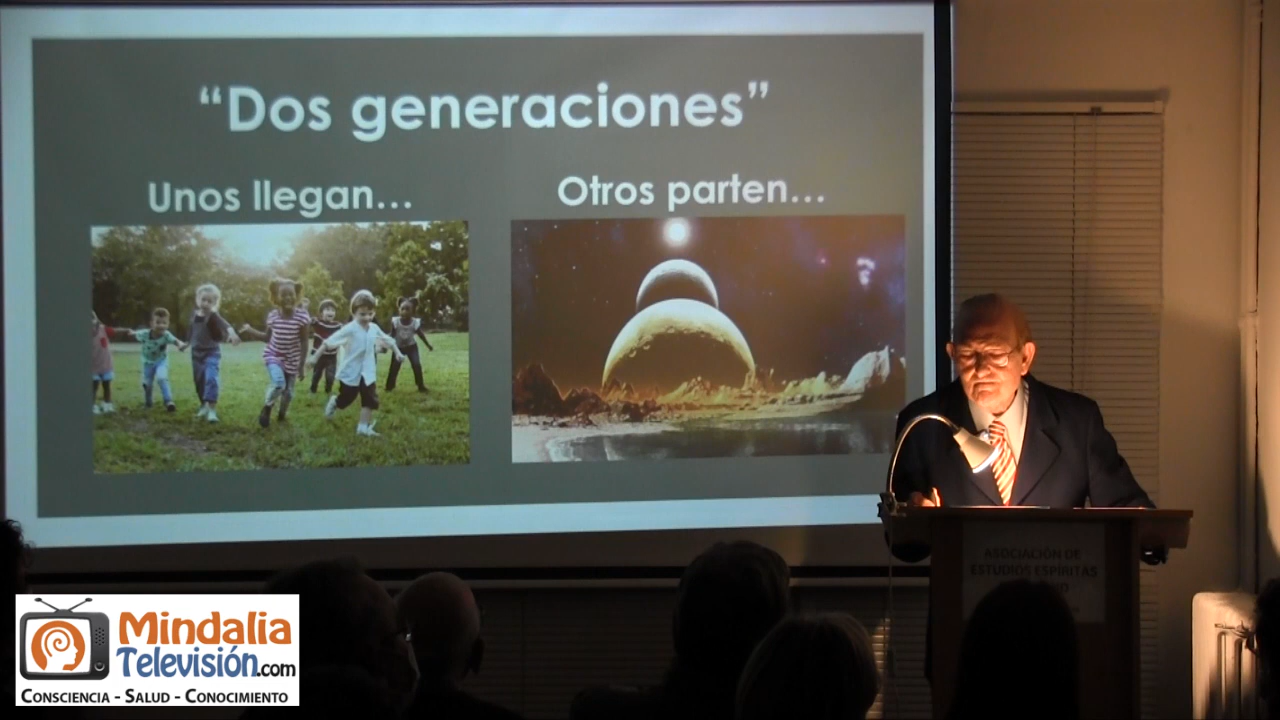 “Dos generaciones”
Unos llegan...
Otros parten...
ASOCIACIÓN DE
ESTUDIOS ESPÍRITAS
Mindalia
Televisión.com
CONSCIENCIA - SALUD - CONOCIMIENTO